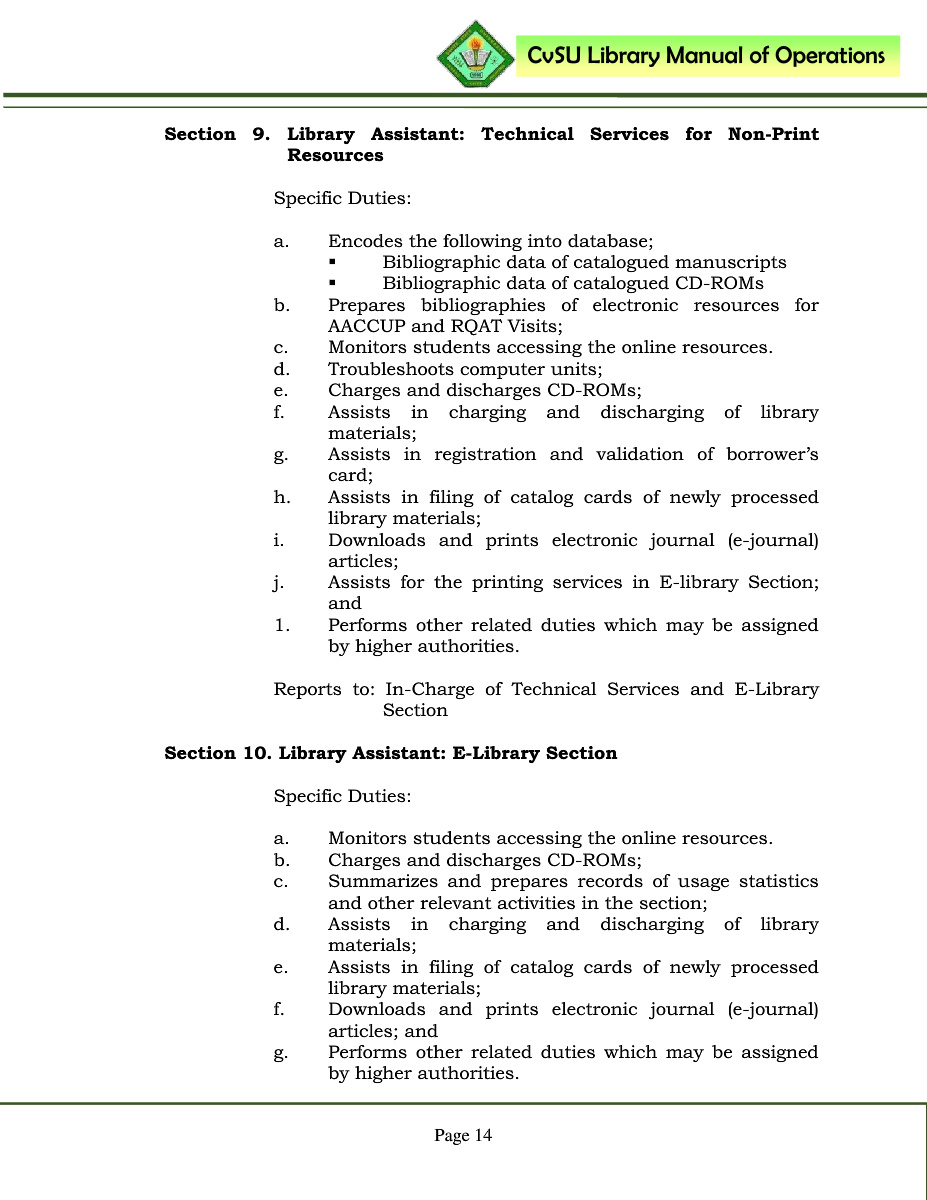 CvSU Library Manual of Operations
Section 9. Library Assistant: Technical Services for Non-Print
Resources
Specific Duties:
a. Encodes the following into database;
▪ Bibliographic data of catalogued manuscripts
▪ Bibliographic data of catalogued CD-ROMs
b. Prepares bibliographies of electronic resources for
AACCUP and RQAT Visits;
c. Monitors students accessing the online resources.
d. Troubleshoots computer units;
e. Charges and discharges CD-ROMs;
f. Assists in charging and discharging of library
materials;
g. Assists in registration and validation of borrower’s
card;
h. Assists in filing of catalog cards of newly processed
library materials;
i. Downloads and prints electronic journal (e-journal)
articles;
j. Assists for the printing services in E-library Section;
and
1. Performs other related duties which may be assigned
by higher authorities.
Reports to: In-Charge of Technical Services and E-Library
Section
Section 10. Library Assistant: E-Library Section
Specific Duties:
a. Monitors students accessing the online resources.
b. Charges and discharges CD-ROMs;
c. Summarizes and prepares records of usage statistics
and other relevant activities in the section;
d. Assists in charging and discharging of library
materials;
e. Assists in filing of catalog cards of newly processed
library materials;
f. Downloads and prints electronic journal (e-journal)
articles; and
g. Performs other related duties which may be assigned
by higher authorities.
Page 14